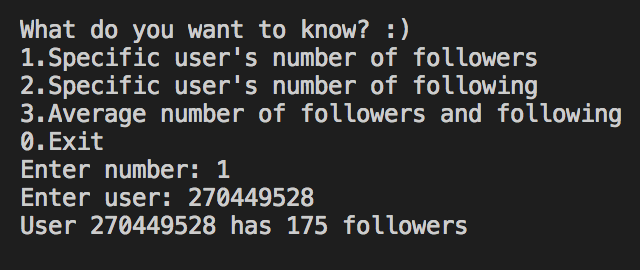 What do you want to know? :)
1.Specific user's number of followers
2.Specific user's number of following
3.Average number of followers and following
0.Exit
Enter number: 1
Enter user: 270449528
User 270449528 has 175 followers